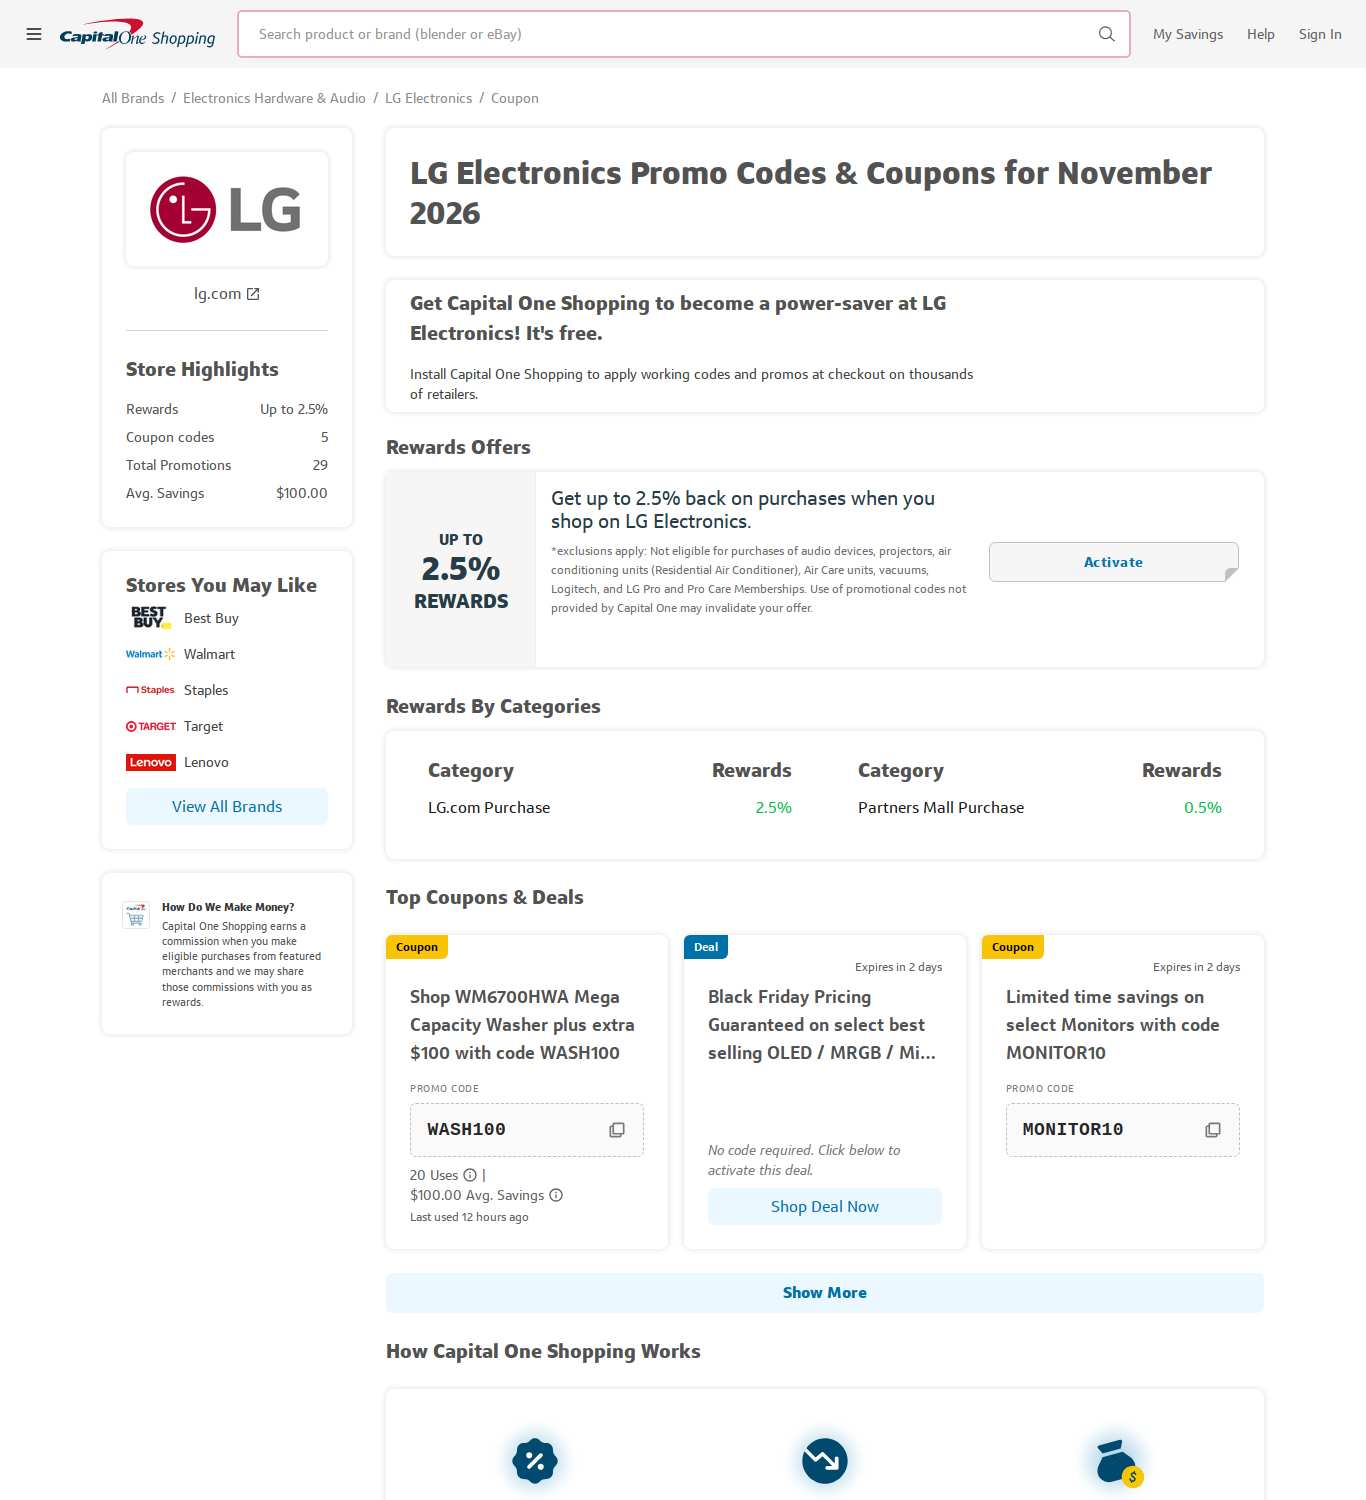 CapitalOne Shopping
Search product or brand (blender or eBay)
My Savings
Help
Sign In
All Brands / Electronics Hardware & Audio / LG Electronics / Coupon
LG
lg.com
Store Highlights
Rewards Up to 2.5%
Coupon codes 5
Total Promotions 29
Avg. Savings $100.00
Stores You May Like
BEST BUY Best Buy
Walmart Walmart
Staples Staples
TARGET Target
Lenovo Lenovo
View All Brands
How Do We Make Money?
Capital One Shopping earns a
commission when you make
eligible purchases from featured
merchants and we may share
those commissions with you as
rewards.
LG Electronics Promo Codes & Coupons for November
2026
Get Capital One Shopping to become a power-saver at LG
Electronics! It's free.
Install Capital One Shopping to apply working codes and promos at checkout on thousands
of retailers.
Rewards Offers
UP TO
2.5%
REWARDS
Get up to 2.5% back on purchases when you
shop on LG Electronics.
*exclusions apply: Not eligible for purchases of audio devices, projectors, air
conditioning units (Residential Air Conditioner), Air Care units, vacuums,
Logitech, and LG Pro and Pro Care Memberships. Use of promotional codes not
provided by Capital One may invalidate your offer.
Activate
Rewards By Categories
Category Rewards Category Rewards
LG.com Purchase 2.5% Partners Mall Purchase 0.5%
Top Coupons & Deals
Coupon
Shop WM6700HWA Mega
Capacity Washer plus extra
$100 with code WASH100
PROMO CODE
WASH100
20 Uses |
$100.00 Avg. Savings
Last used 12 hours ago
Deal
Expires in 2 days
Black Friday Pricing
Guaranteed on select best
selling OLED / MRGB / Mi...
No code required. Click below to
activate this deal.
Shop Deal Now
Coupon
Expires in 2 days
Limited time savings on
select Monitors with code
MONITOR10
PROMO CODE
MONITOR10
Show More
How Capital One Shopping Works
$